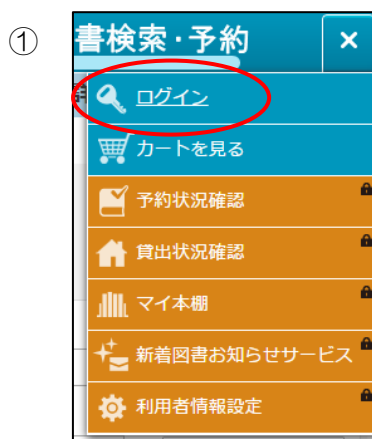 ①
書検索・予約
×
ログイン
カートを見る
予約状況確認
貸出状況確認
マイ本棚
新着図書お知らせサービス
利用者情報設定